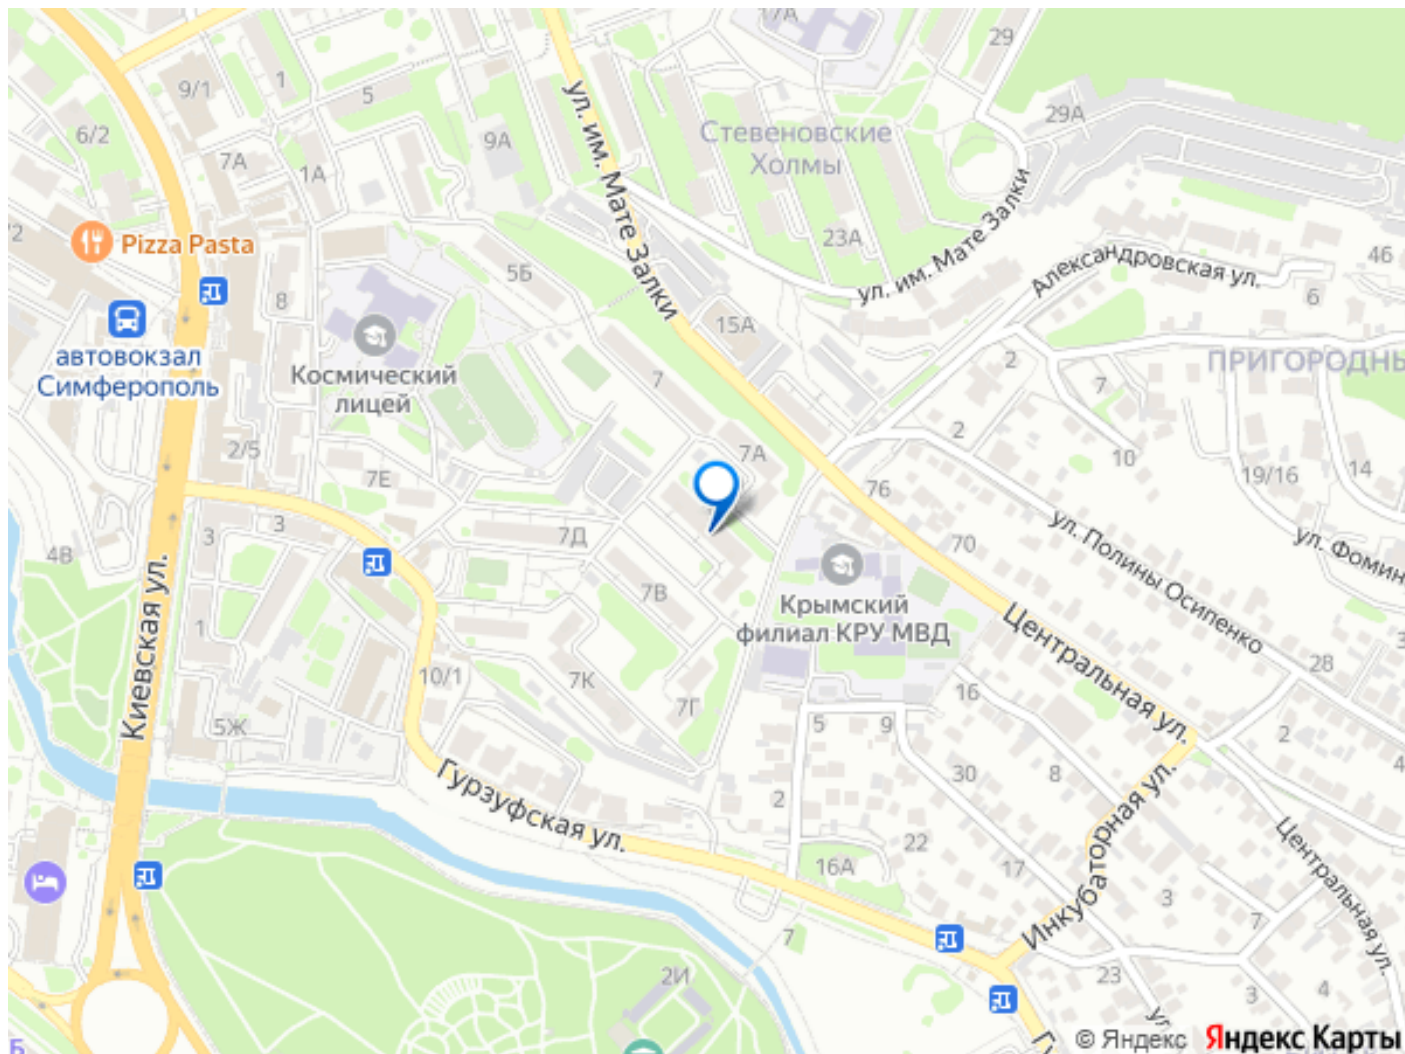 17А
29
9/1
1
5
6/2
9А
29А
Стевеновские
Холмы
7А
1А
ул. им. Мате Залки
23А
ул. им. Мате Залки
Александровская ул.
46
6
Pizza Pasta
5Б
8
15А
автовокзал
Симферополь
Космический
лицей
7
2
7
ПРИГОРОДНЫ
2/5
7А
2
10
19/16
14
7Е
76
3
3
7Д
70
ул. Полины Осипенко
ул. Фомин
4В
Киевская ул.
7В
Крымский
филиал КРУ МВД
Центральная ул.
1
10/1
7К
7Г
16
28
3
5Ж
5
9
2
30
8
4
Гурзуфская ул.
2
22
16А
17
Инкубаторная ул.
Центральная ул.
3
7
7
2И
23
3
4
ул
Г
Б
© Яндекс Яндекс Карты